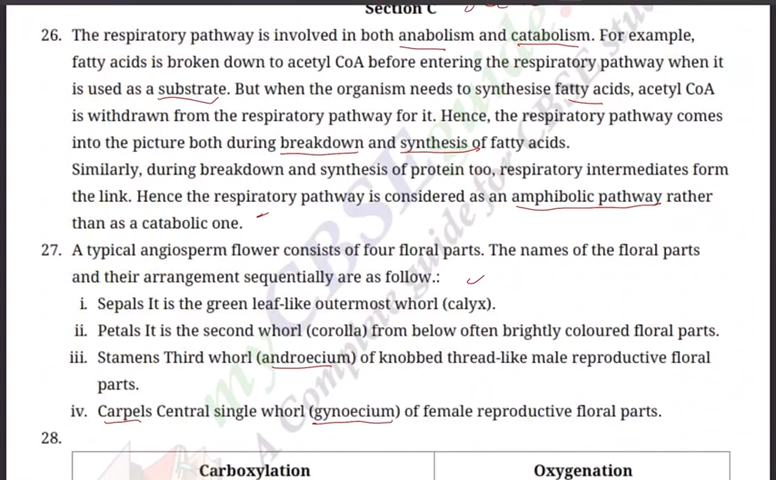 Section C
26. The respiratory pathway is involved in both anabolism and catabolism. For example,
fatty acids is broken down to acetyl CoA before entering the respiratory pathway when it
is used as a substrate. But when the organism needs to synthesise fatty acids, acetyl CoA
is withdrawn from the respiratory pathway for it. Hence, the respiratory pathway comes
into the picture both during breakdown and synthesis of fatty acids.
Similarly, during breakdown and synthesis of protein too, respiratory intermediates form
the link. Hence the respiratory pathway is considered as an amphibolic pathway rather
than as a catabolic one.
27. A typical angiosperm flower consists of four floral parts. The names of the floral parts
and their arrangement sequentially are as follow.:
i. Sepals It is the green leaf-like outermost whorl (calyx).
ii. Petals It is the second whorl (corolla) from below often brightly coloured floral parts.
iii. Stamens Third whorl (androecium) of knobbed thread-like male reproductive floral
parts.
iv. Carpels Central single whorl (gynoecium) of female reproductive floral parts.
28.
Carboxylation Oxygenation
myCBSEguide
A Complete guide for CBSE